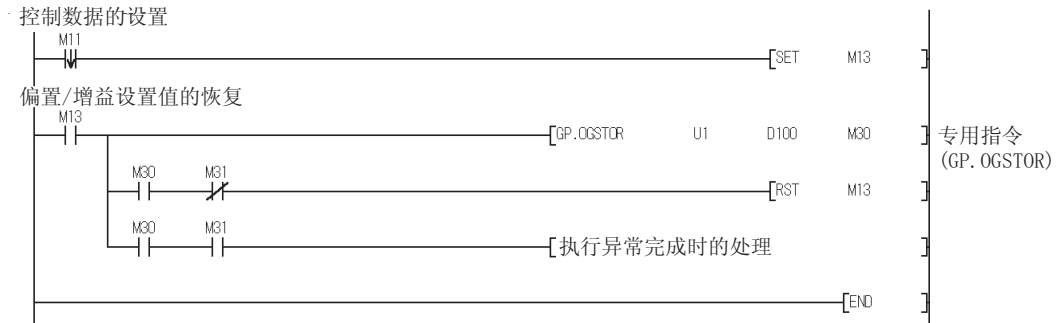 控制数据的设置
M11
SET M13
偏置/增益设置值的恢复
M13
GP.OGSTOR U1 D100 M30
专用指令
(GP.OGSTOR)
M30 M31
RST M13
M30 M31
执行异常完成时的处理
END